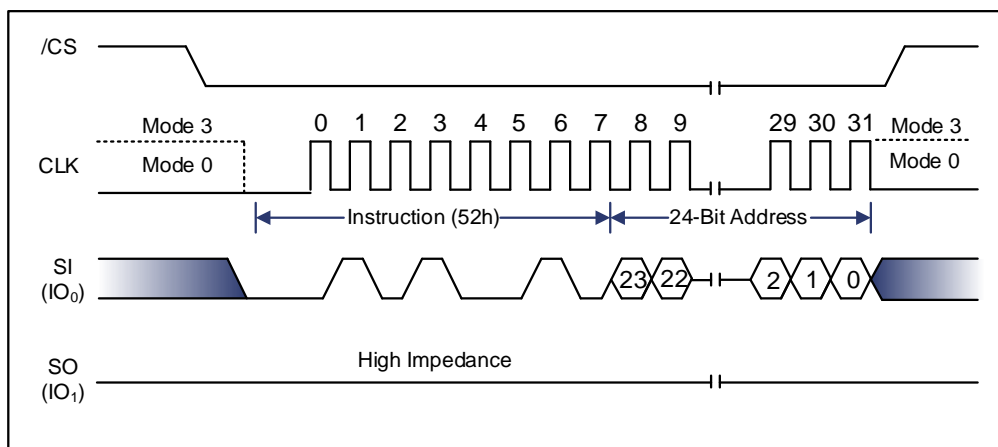 /CS
Mode 3
0 1 2 3 4 5 6 7 8 9 29 30 31
Mode 3
CLK
Mode 0
Mode 0
Instruction (52h)
24-Bit Address
SI
(IO₀)
23 22 2 1 0
High Impedance
SO
(IO₁)